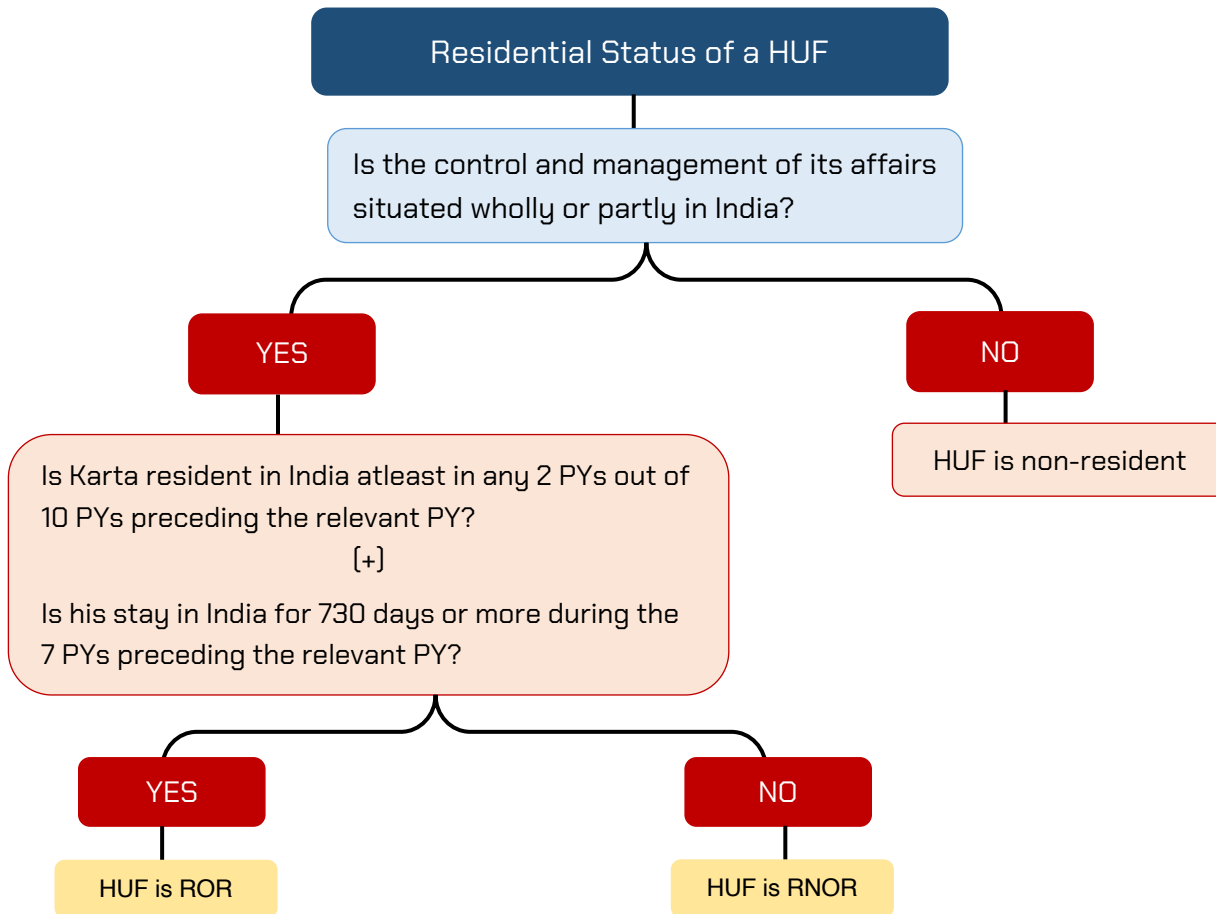 Residential Status of a HUF
Is the control and management of its affairs
situated wholly or partly in India?
YES
NO
HUF is non-resident
Is Karta resident in India atleast in any 2 PYs out of
10 PYs preceding the relevant PY?
(+)
Is his stay in India for 730 days or more during the
7 PYs preceding the relevant PY?
YES
NO
HUF is ROR
HUF is RNOR